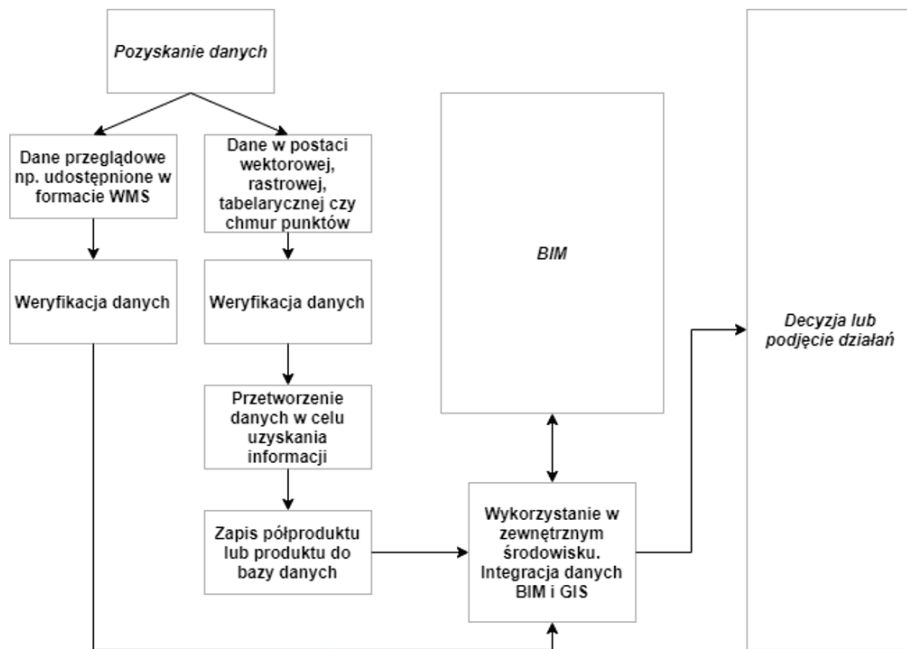 Pozyskanie danych
Dane przeglądowe
np. udostępnione w
formacie WMS
Dane w postaci
wektorowej,
rastrowej,
tabelarycznej czy
chmur punktów
Weryfikacja danych
Weryfikacja danych
Przetworzenie
danych w celu
uzyskania
informacji
Zapis półproduktu
lub produktu do
bazy danych
BIM
Wykorzystanie w
zewnętrznym
środowisku.
Integracja danych
BIM i GIS
Decyzja lub
podjęcie działań